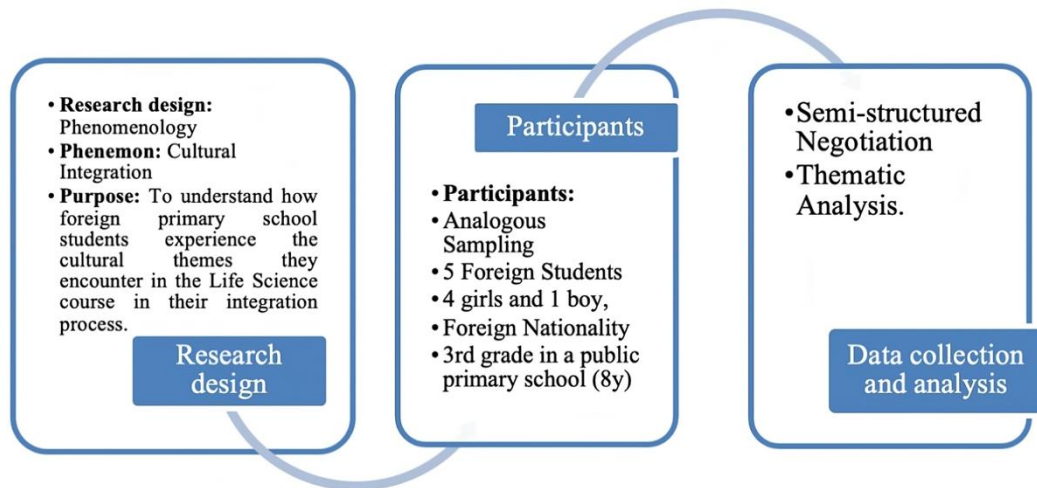 • Research design:
Phenomenology
• Phenemon: Cultural
Integration
• Purpose: To understand how
foreign primary school
students experience the
cultural themes they
encounter in the Life Science
course in their integration
process.
Research
design
Participants
• Participants:
• Analogous
Sampling
• 5 Foreign Students
• 4 girls and 1 boy,
• Foreign Nationality
• 3rd grade in a public
primary school (8y)
• Semi-structured
Negotiation
• Thematic
Analysis.
Data collection
and analysis